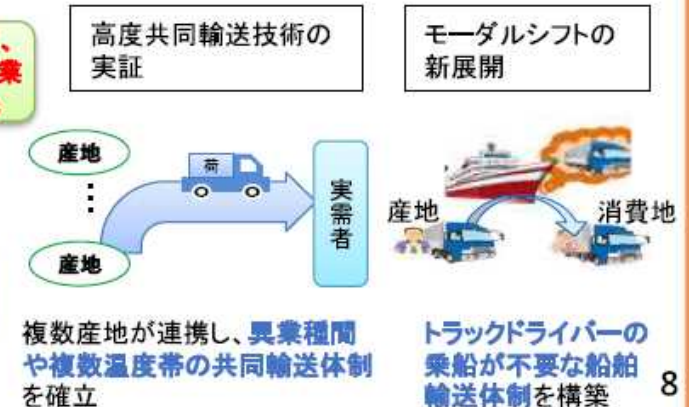 、
業
高度共同輸送技術の
実証
モーダルシフトの
新展開
産地
荷
産地
実需者
産地
消費地
複数産地が連携し、異業種間
や複数温度帯の共同輸送体制
を確立
トラックドライバーの
乗船が不要な船舶
輸送体制を構築
8